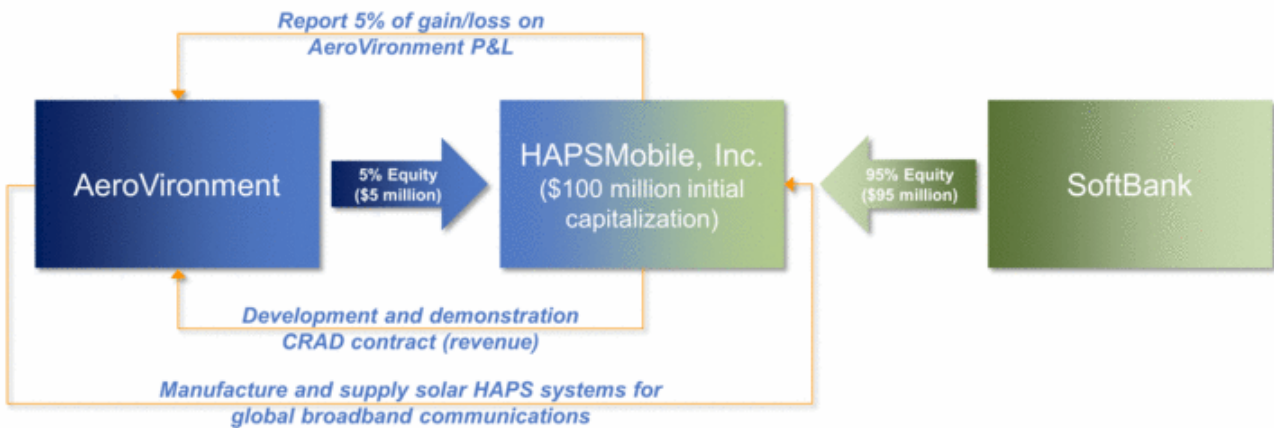 Report 5% of gain/loss on
AeroVironment P&L
AeroVironment
5% Equity
($5 million)
HAPSMobile, Inc.
($100 million initial
capitalization)
95% Equity
($95 million)
SoftBank
Development and demonstration
CRAD contract (revenue)
Manufacture and supply solar HAPS systems for
global broadband communications